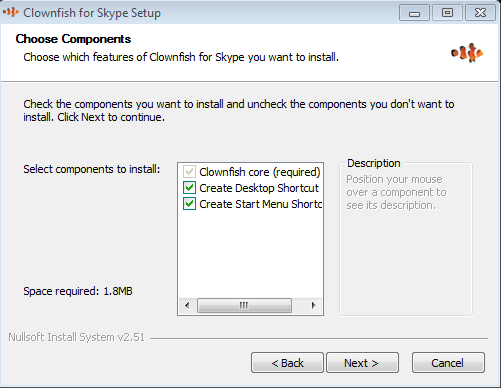 Clownfish for Skype Setup
Choose Components
Choose which features of Clownfish for Skype you want to install.
Check the components you want to install and uncheck the components you don't want to
install. Click Next to continue.
Select components to install:
Clownfish core (required)
Create Desktop Shortcut
Create Start Menu Shortc
Description
Position your mouse
over a component to
see its description.
Space required: 1.8MB
Nullsoft Install System v2.51
< Back
Next >
Cancel